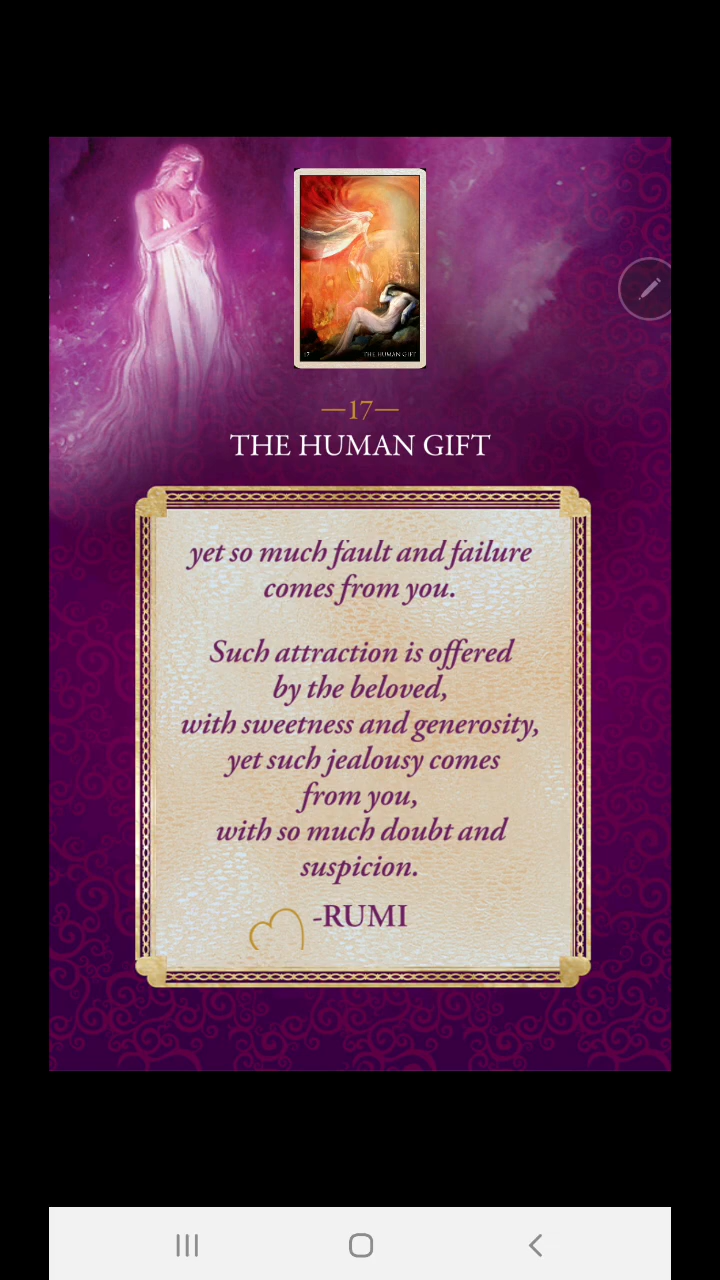 17
THE HUMAN GIFT
—17—
THE HUMAN GIFT
yet so much fault and failure
comes from you.
Such attraction is offered
by the beloved,
with sweetness and generosity,
yet such jealousy comes
from you,
with so much doubt and
suspicion.
-RUMI